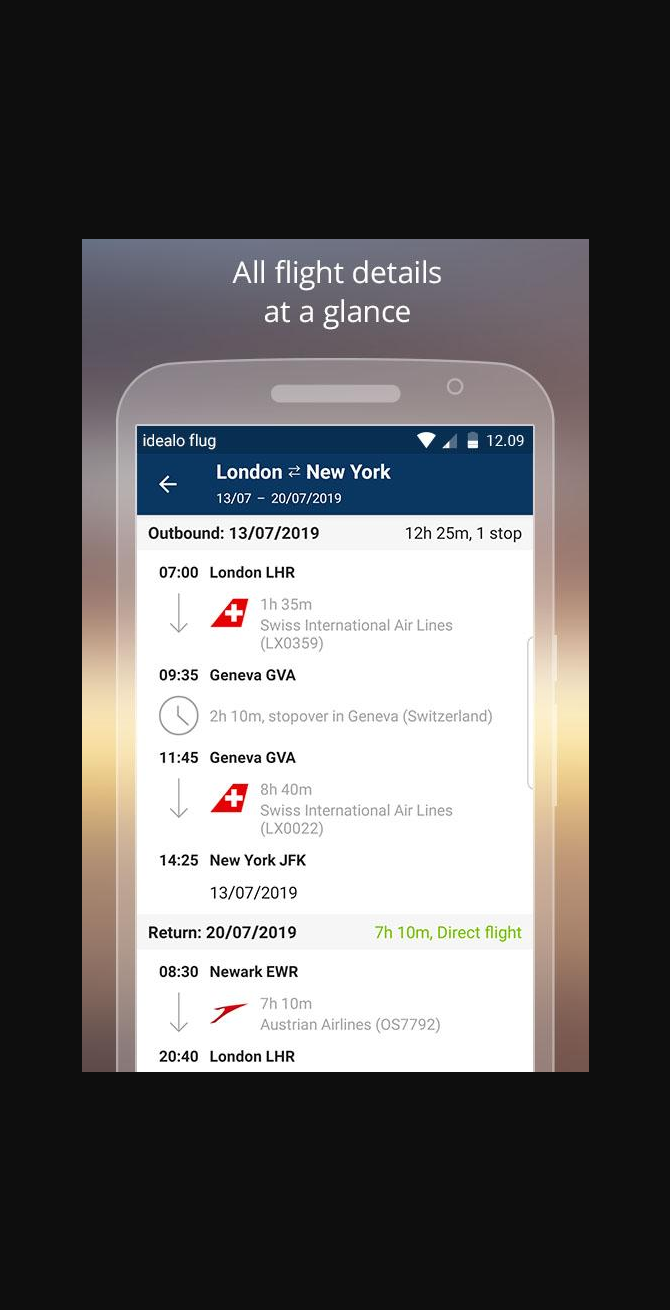 All flight details
at a glance
idealo flug 12.09
London ⇄ New York
13/07 – 20/07/2019
Outbound: 13/07/2019 12h 25m, 1 stop
07:00 London LHR
1h 35m
Swiss International Air Lines
(LX0359)
09:35 Geneva GVA
2h 10m, stopover in Geneva (Switzerland)
11:45 Geneva GVA
8h 40m
Swiss International Air Lines
(LX0022)
14:25 New York JFK
13/07/2019
Return: 20/07/2019 7h 10m, Direct flight
08:30 Newark EWR
7h 10m
Austrian Airlines (OS7792)
20:40 London LHR